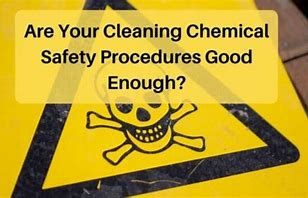 Are Your Cleaning Chemical
Safety Procedures Good
Enough?